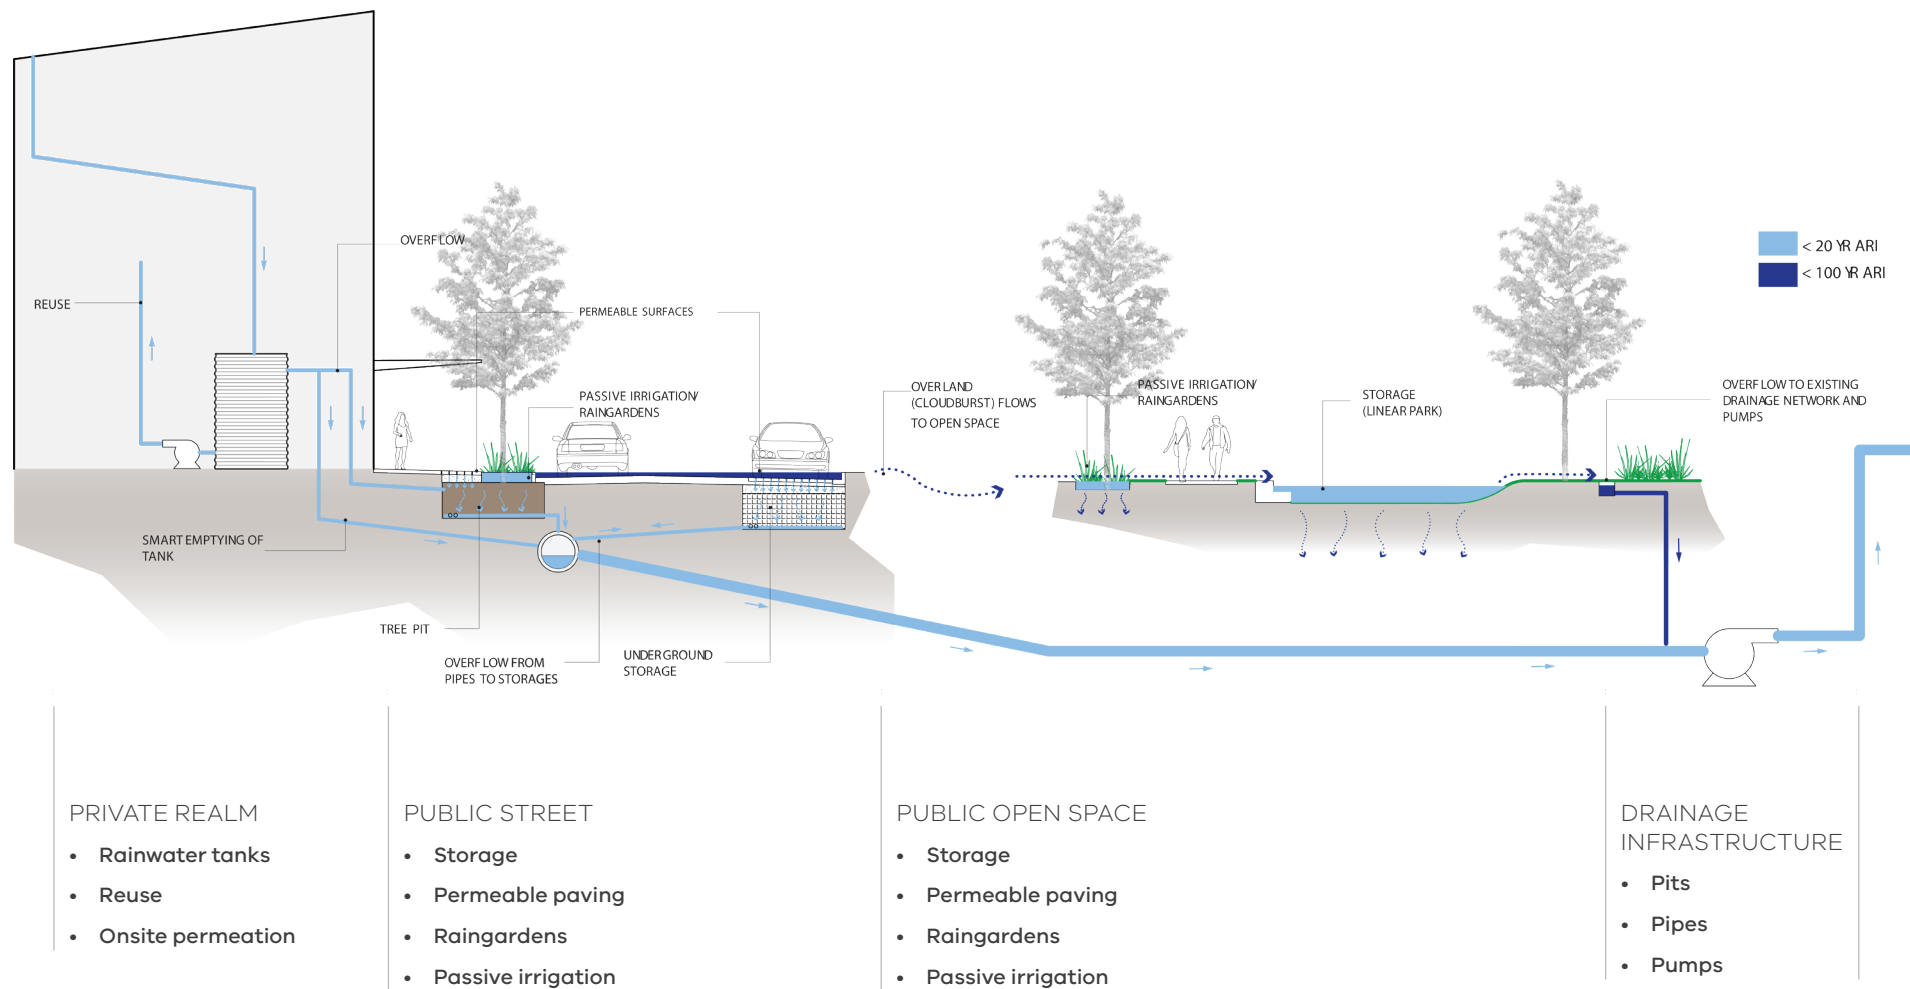 OVERFLOW
REUSE
PERMEABLE SURFACES
PASSIVE IRRIGATION/
RAINGARDENS
OVERLAND
(CLOUDBURST) FLOWS
TO OPEN SPACE
PASSIVE IRRIGATION/
RAINGARDENS
STORAGE
(LINEAR PARK)
OVERFLOW TO EXISTING
DRAINAGE NETWORK AND
PUMPS
< 20 YR ARI
< 100 YR ARI
SMART EMPTYING OF
TANK
TREE PIT
OVERFLOW FROM
PIPES TO STORAGES
UNDERGROUND
STORAGE
PRIVATE REALM
• Rainwater tanks
• Reuse
• Onsite permeation
PUBLIC STREET
• Storage
• Permeable paving
• Raingardens
• Passive irrigation
PUBLIC OPEN SPACE
• Storage
• Permeable paving
• Raingardens
• Passive irrigation
DRAINAGE
INFRASTRUCTURE
• Pits
• Pipes
• Pumps